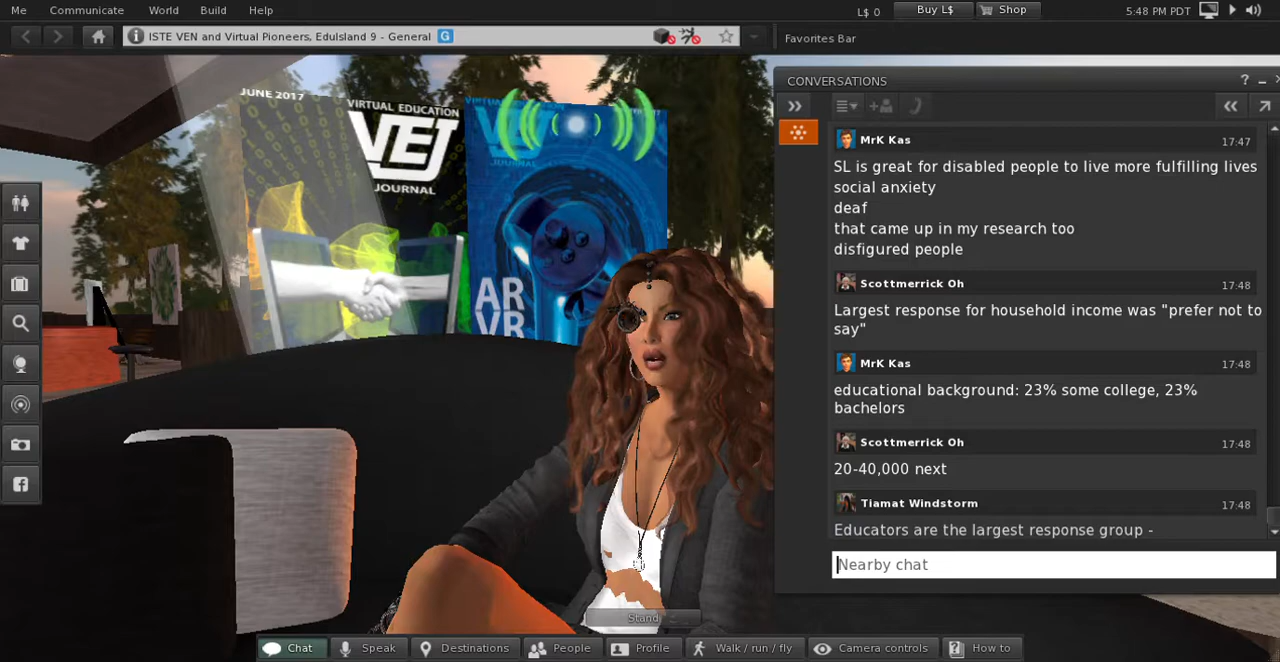 Me Communicate World Build Help L$ 0 Buy L$ Shop 5:48 PM PDT
ISTE VEN and Virtual Pioneers, EduIsland 9 - General G Favorites Bar
JUNE 2017
VIRTUAL EDUCATION
VEJ
JOURNAL
JOURNAL
AR
VR
CONVERSATIONS ?
MrK Kas 17:47
SL is great for disabled people to live more fulfilling lives
social anxiety
deaf
that came up in my research too
disfigured people
Scottmerrick Oh 17:48
Largest response for household income was "prefer not to
say"
MrK Kas 17:48
educational background: 23% some college, 23%
bachelors
Scottmerrick Oh 17:48
20-40,000 next
Tiamat Windstorm 17:48
Educators are the largest response group -
Nearby chat
Stand
Chat Speak Destinations People Profile Walk / run / fly Camera controls How to